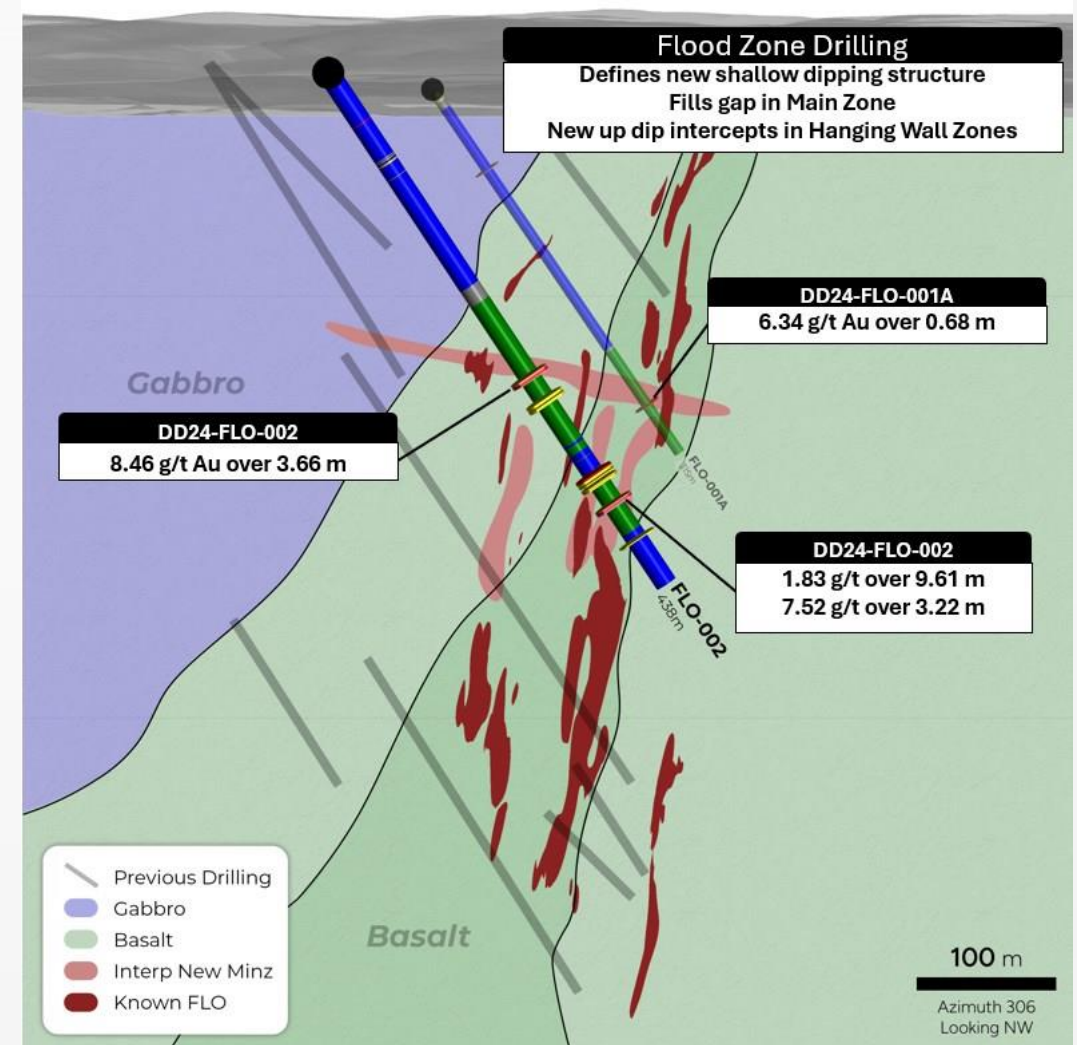 Flood Zone Drilling
Defines new shallow dipping structure
Fills gap in Main Zone
New up dip intercepts in Hanging Wall Zones
DD24-FLO-001A
6.34 g/t Au over 0.68 m
Gabbro
DD24-FLO-002
8.46 g/t Au over 3.66 m
FLO-001A
DD24-FLO-002
1.83 g/t over 9.61 m
7.52 g/t over 3.22 m
FLO-002
438m
Previous Drilling
Gabbro
Basalt
Interp New Minz
Known FLO
Basalt
100 m
Azimuth 306
Looking NW